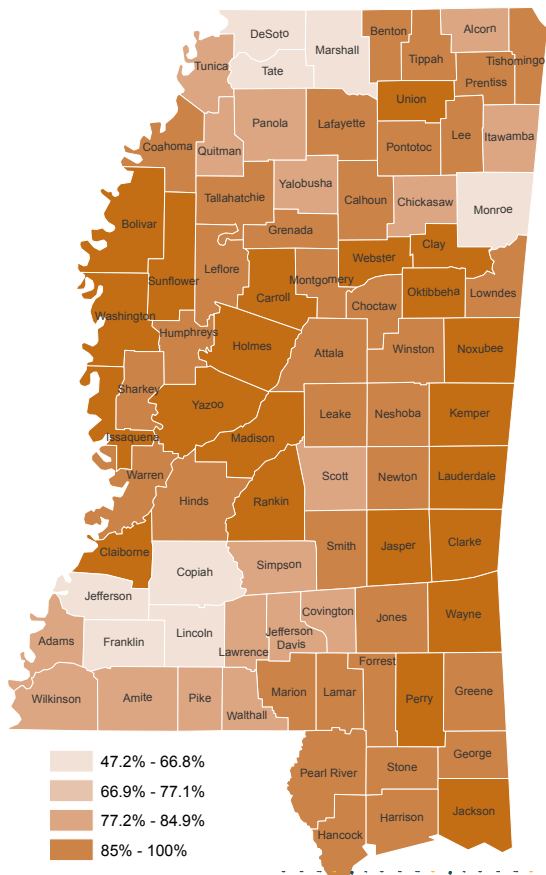 DeSoto
Benton
Alcorn
Marshall
Tippah
Tishomingo
Tunica
Tate
Prentiss
Union
Panola
Lafayette
Lee
Itawamba
Coahoma
Quitman
Pontotoc
Yalobusha
Tallahatchie
Calhoun
Chickasaw
Monroe
Bolivar
Grenada
Clay
Webster
Leflore
Sunflower
Montgomery
Carroll
Oktibbeha
Lowndes
Choctaw
Washington
Humphreys
Holmes
Attala
Winston
Noxubee
Sharkey
Yazoo
Leake
Neshoba
Kemper
Issaquena
Madison
Warren
Scott
Newton
Lauderdale
Hinds
Rankin
Smith
Jasper
Clarke
Claiborne
Copiah
Simpson
Jefferson
Covington
Jones
Wayne
Adams
Franklin
Lincoln
Jefferson
Davis
Lawrence
Forrest
Wilkinson
Amite
Pike
Marion
Lamar
Perry
Greene
Walthall
George
Pearl River
Stone
Jackson
Harrison
Hancock
47.2% - 66.8%
66.9% - 77.1%
77.2% - 84.9%
85% - 100%